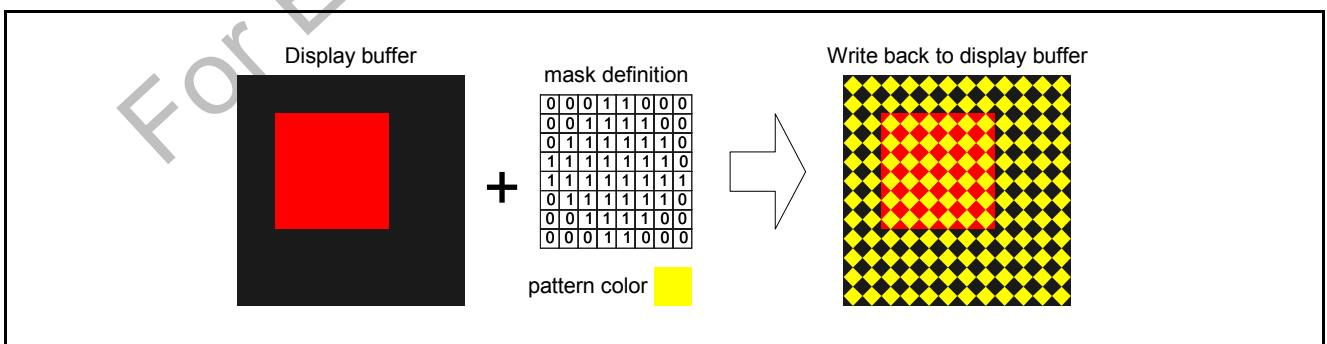 For
Display buffer
mask definition
0 0 0 1 1 0 0 0
0 0 1 1 1 1 0 0
0 1 1 1 1 1 1 0
1 1 1 1 1 1 1 0
1 1 1 1 1 1 1 1
0 1 1 1 1 1 1 0
0 0 1 1 1 1 0 0
0 0 0 1 1 0 0 0
+
pattern color
Write back to display buffer